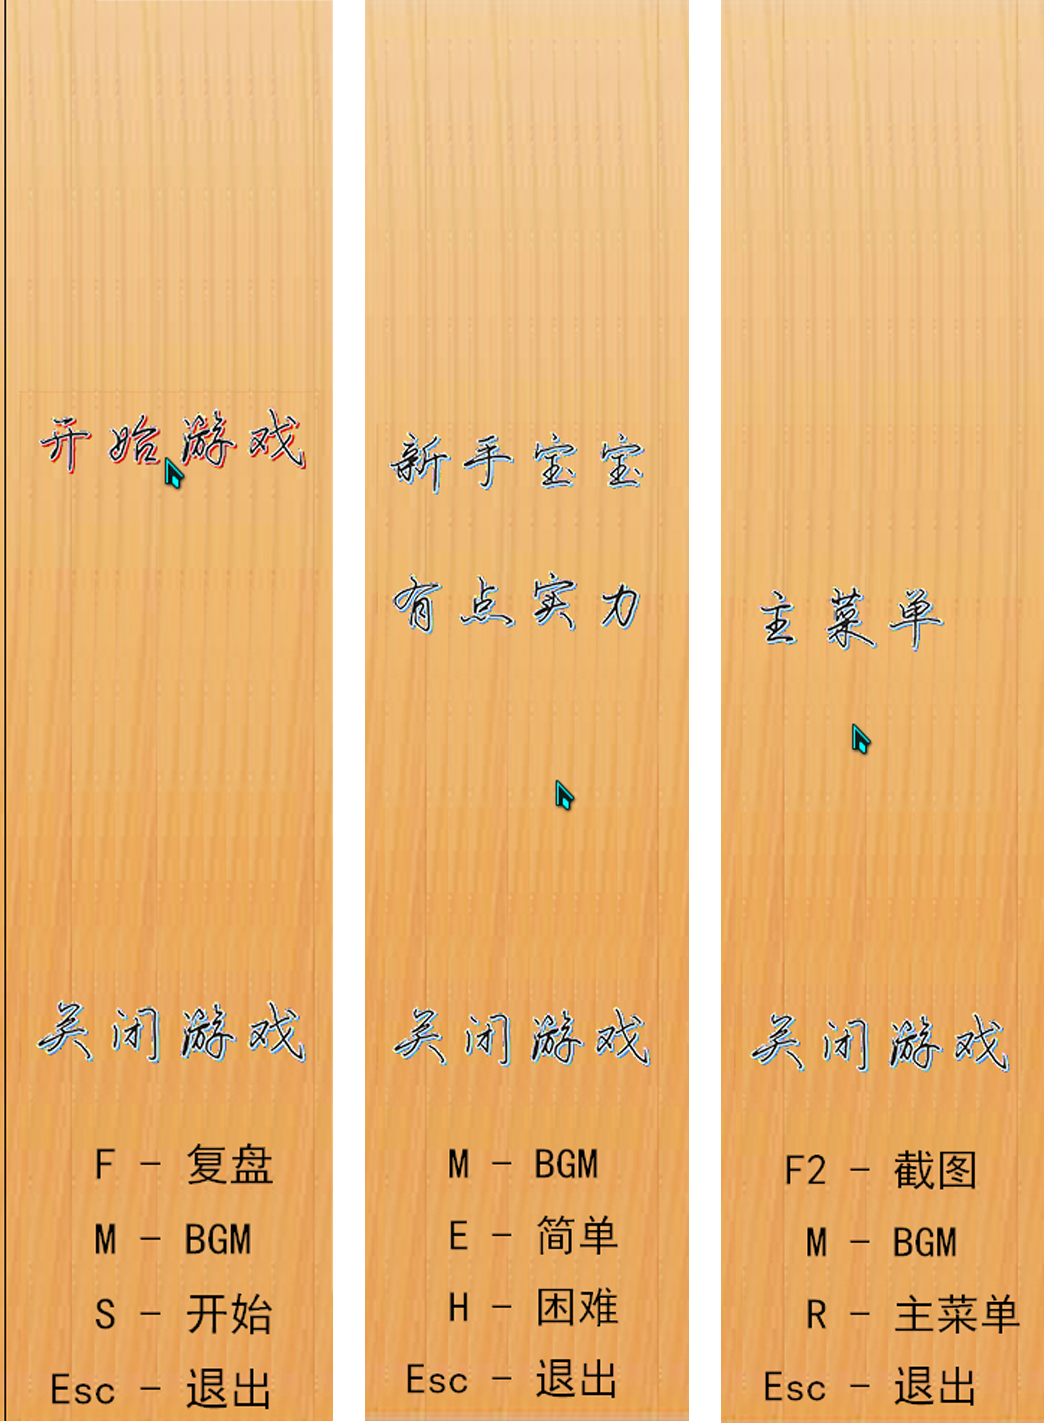 开始游戏
关闭游戏
F - 复盘
M - BGM
S - 开始
Esc - 退出
新手宝宝
有点实力
关闭游戏
M - BGM
E - 简单
H - 困难
Esc - 退出
主菜单
关闭游戏
F2 - 截图
M - BGM
R - 主菜单
Esc - 退出